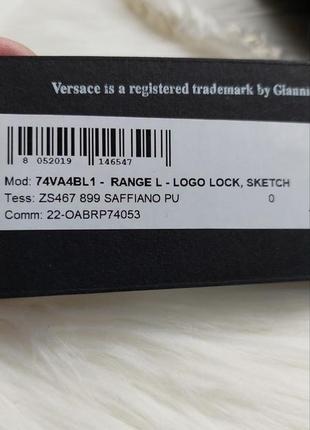 Versace is a registered trademark by Gianni
8 052019 146547
Mod: 74VA4BL1 - RANGE L - LOGO LOCK, SKETCH
Tess: ZS467 899 SAFFIANO PU 0
Comm: 22-OABRP74053